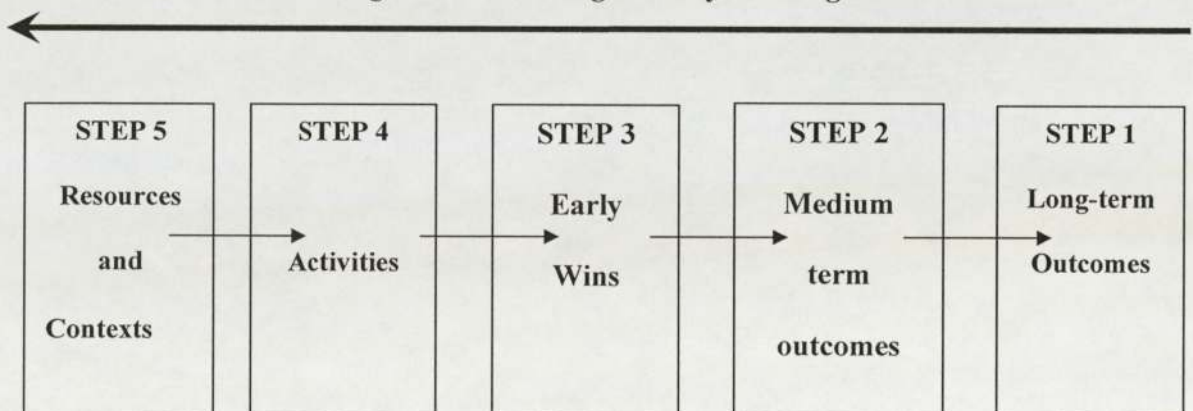 STEP 5
Resources
and
Contexts
STEP 4
Activities
STEP 3
Early
Wins
STEP 2
Medium
term
outcomes
STEP 1
Long-term
Outcomes